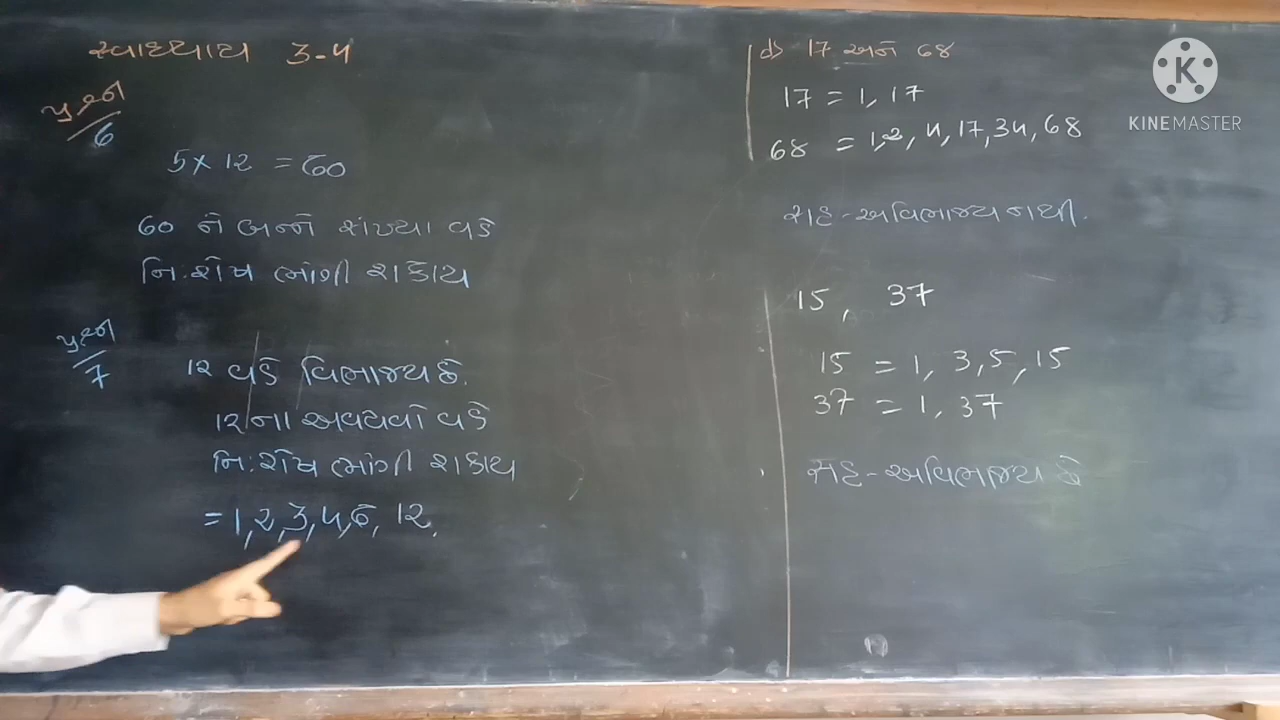 સ્વાધ્યાય 3-4
પ્રશ્ન
6
5 x 12 = 60
60 ને બન્ને સંખ્યા વડે
નિ:શેષ ભાગી શકાય
પ્રશ્ન
7
12 વડે વિભાજ્ય છે.
12 ના અવયવો વડે
નિ:શેષ ભાગી શકાય
= 1, 2, 3, 4, 6, 12.
d> 17 અને 68
17 = 1, 17
68 = 1, 2, 4, 17, 34, 68
સહ-અવિભાજ્ય નથી.
15, 37
15 = 1, 3, 5, 15
37 = 1, 37
સહ-અવિભાજ્ય છે
K
KINEMASTER